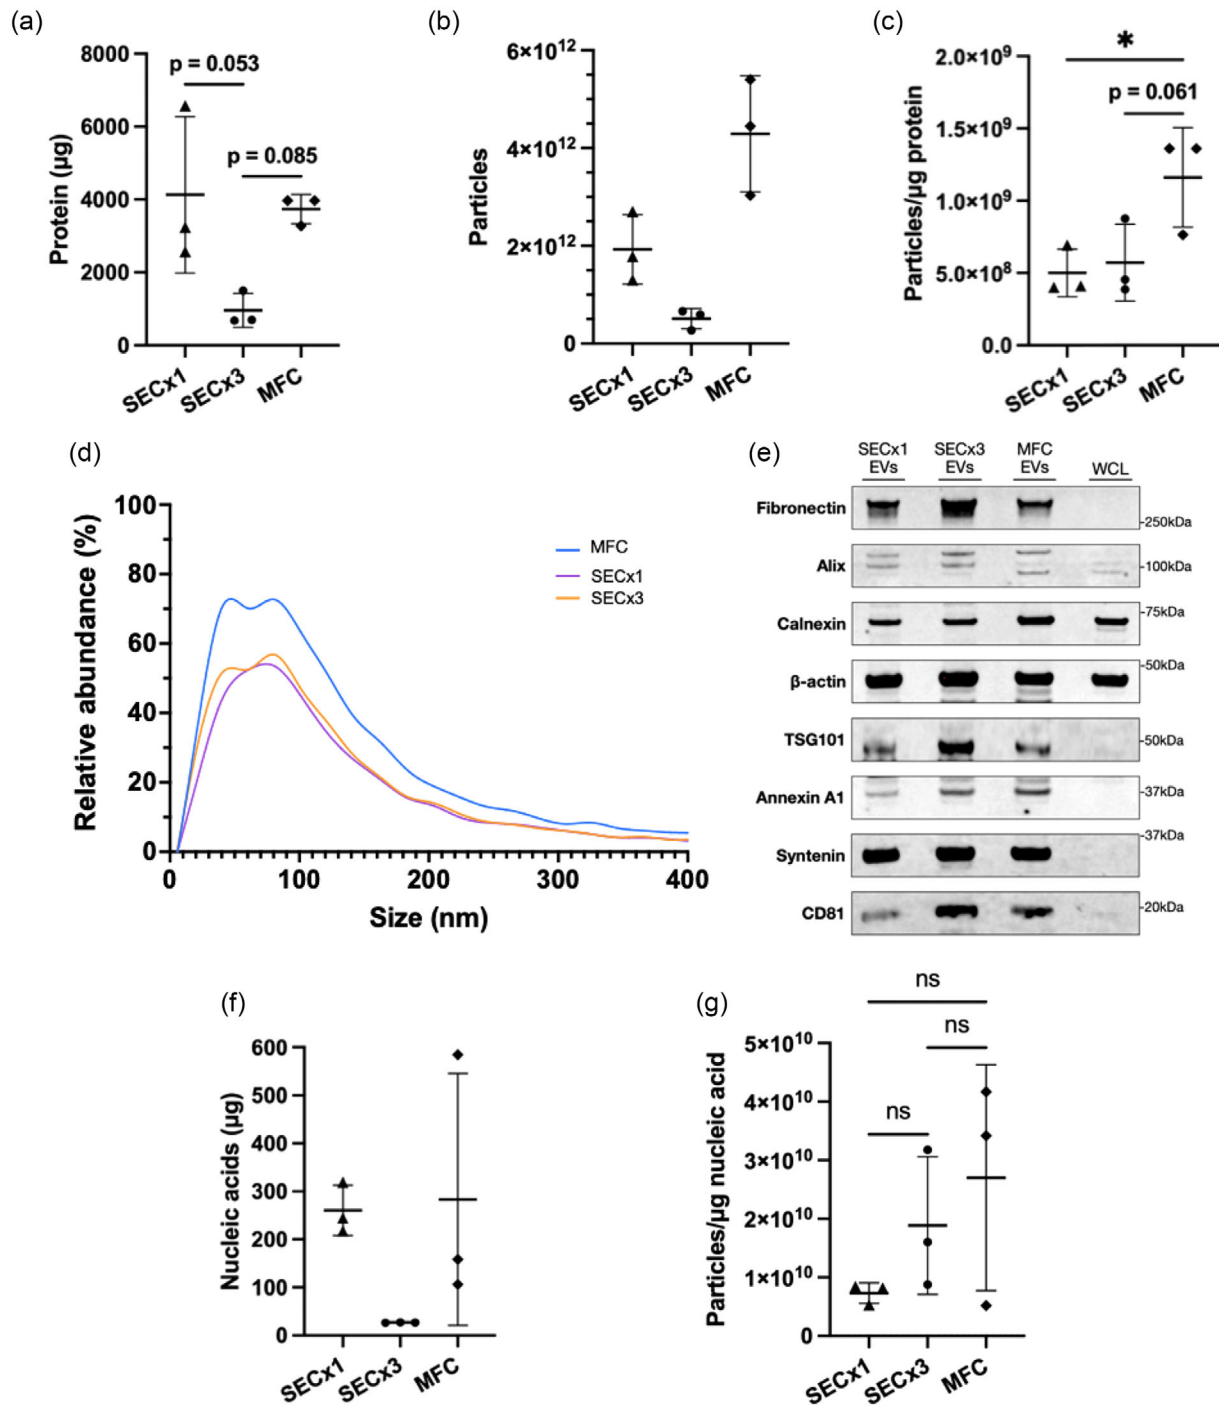 (a)
8000
6000
4000
2000
0
Protein (µg)
p = 0.053
p = 0.085
SECx1
SECx3
MFC
(b)
6×10¹²
4×10¹²
2×10¹²
0
Particles
SECx1
SECx3
MFC
(c)
2.0×10⁹
1.5×10⁹
1.0×10⁹
5.0×10⁸
0.0
Particles/µg protein
*
p = 0.061
SECx1
SECx3
MFC
(d)
100
80
60
40
20
0
Relative abundance (%)
MFC
SECx1
SECx3
0 100 200 300 400
Size (nm)
(e)
SECx1 EVs
SECx3 EVs
MFC EVs
WCL
Fibronectin -250kDa
Alix -100kDa
Calnexin -75kDa
β-actin -50kDa
TSG101 -50kDa
Annexin A1 -37kDa
Syntenin -37kDa
CD81 -20kDa
(f)
600
500
400
300
200
100
0
Nucleic acids (µg)
SECx1
SECx3
MFC
(g)
5×10¹⁰
4×10¹⁰
3×10¹⁰
2×10¹⁰
1×10¹⁰
0
Particles/µg nucleic acid
ns
ns
ns
SECx1
SECx3
MFC